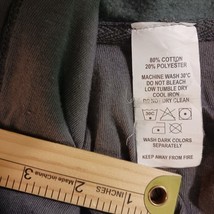 80% COTTON
20% POLYESTER
MACHINE WASH 30°C
DO NOT BLEACH
LOW TUMBLE DRY
COOL IRON
DO NOT DRY CLEAN
30C
WASH DARK COLORS
SEPARATELY
KEEP AWAY FROM FIRE
INCHES
1
2
3
Made in China